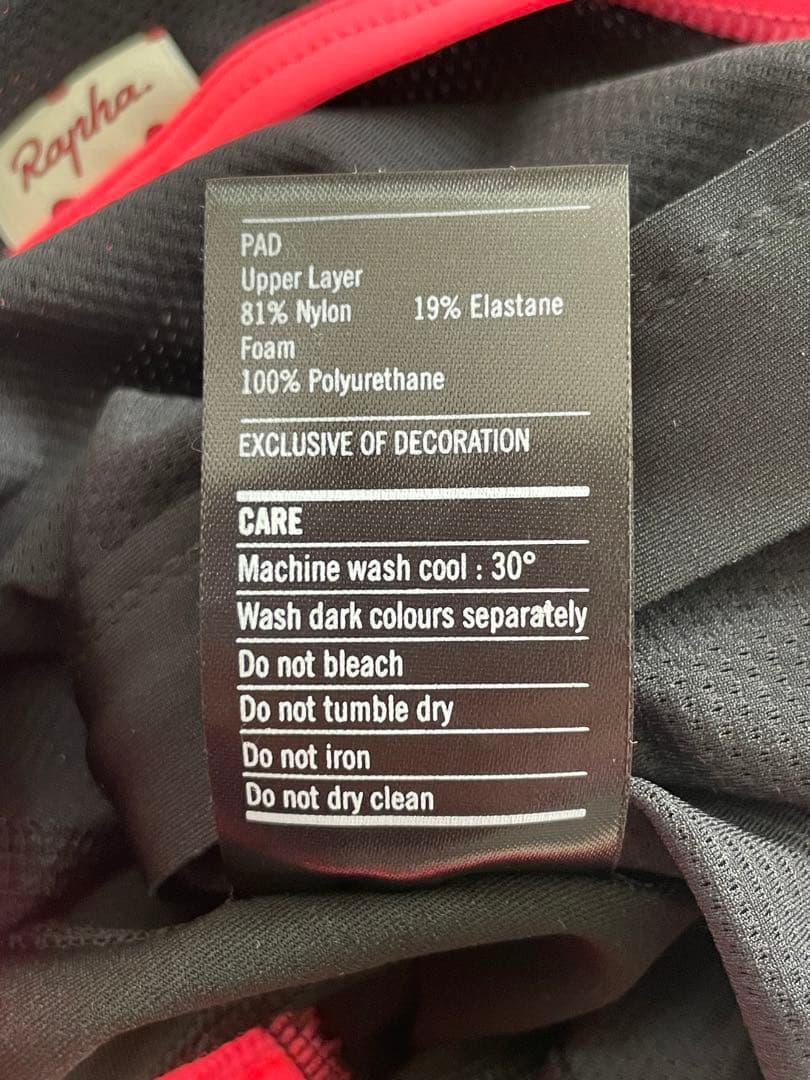 Rapha.
PAD
Upper Layer
81% Nylon 19% Elastane
Foam
100% Polyurethane
EXCLUSIVE OF DECORATION
CARE
Machine wash cool : 30°
Wash dark colours separately
Do not bleach
Do not tumble dry
Do not iron
Do not dry clean